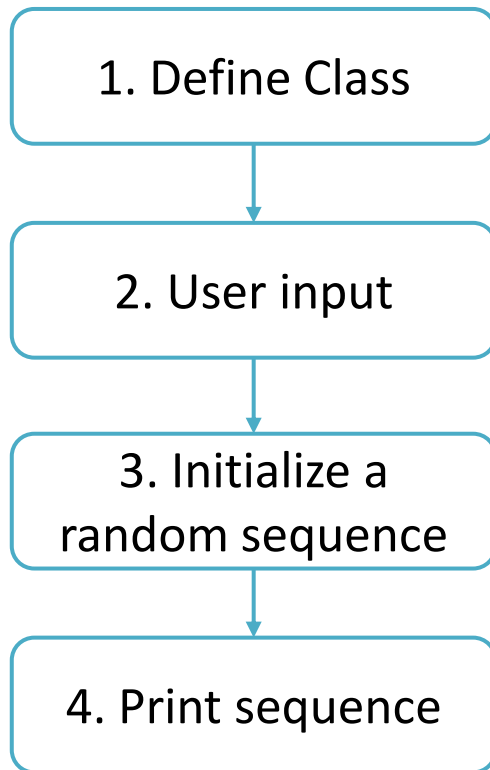 1. Define Class
2. User input
3. Initialize a
random sequence
4. Print sequence